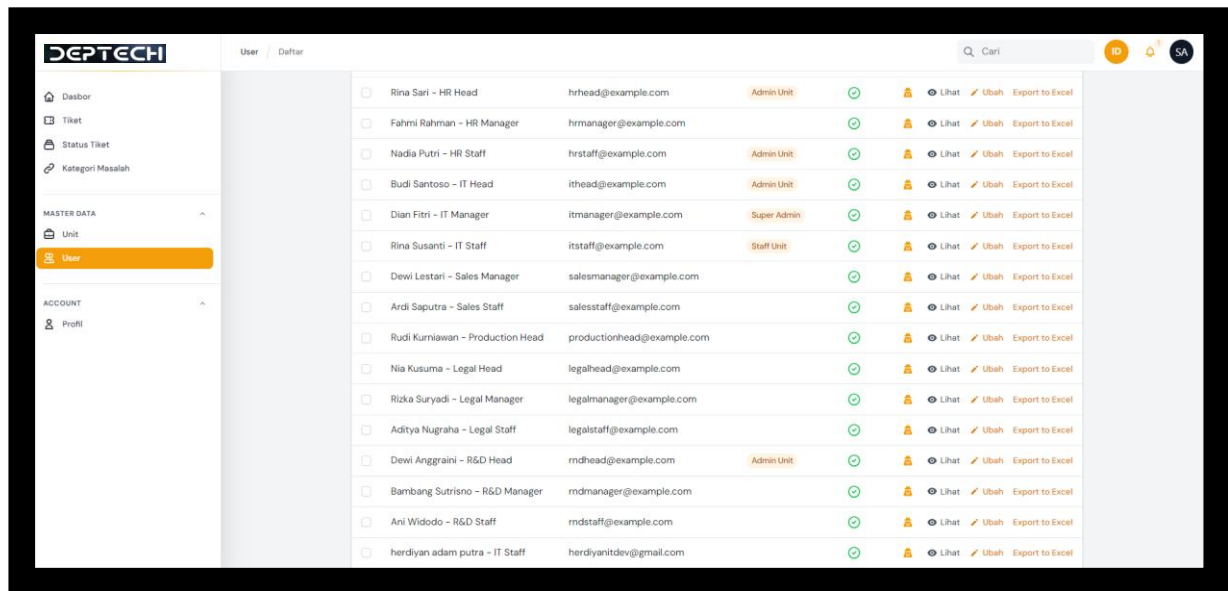 DEPTECH
User / Daftar
Cari
ID
1
SA
Dasbor
Tiket
Status Tiket
Kategori Masalah
MASTER DATA
Unit
User
ACCOUNT
Profil
Rina Sari - HR Head hrhead@example.com Admin Unit Lihat Ubah Export to Excel
Fahmi Rahman - HR Manager hrmanager@example.com Lihat Ubah Export to Excel
Nadia Putri - HR Staff hrstaff@example.com Admin Unit Lihat Ubah Export to Excel
Budi Santoso - IT Head ithead@example.com Admin Unit Lihat Ubah Export to Excel
Dian Fitri - IT Manager itmanager@example.com Super Admin Lihat Ubah Export to Excel
Rina Susanti - IT Staff itstaff@example.com Staff Unit Lihat Ubah Export to Excel
Dewi Lestari - Sales Manager salesmanager@example.com Lihat Ubah Export to Excel
Ardi Saputra - Sales Staff salesstaff@example.com Lihat Ubah Export to Excel
Rudi Kurniawan - Production Head productionhead@example.com Lihat Ubah Export to Excel
Nia Kusuma - Legal Head legalhead@example.com Lihat Ubah Export to Excel
Rizka Suryadi - Legal Manager legalmanager@example.com Lihat Ubah Export to Excel
Aditya Nugraha - Legal Staff legalstaff@example.com Lihat Ubah Export to Excel
Dewi Anggraini - R&D Head rndhead@example.com Admin Unit Lihat Ubah Export to Excel
Bambang Sutrisno - R&D Manager rndmanager@example.com Lihat Ubah Export to Excel
Ani Widodo - R&D Staff rndstaff@example.com Lihat Ubah Export to Excel
herdiyan adam putra - IT Staff herdiyanitdev@gmail.com Lihat Ubah Export to Excel